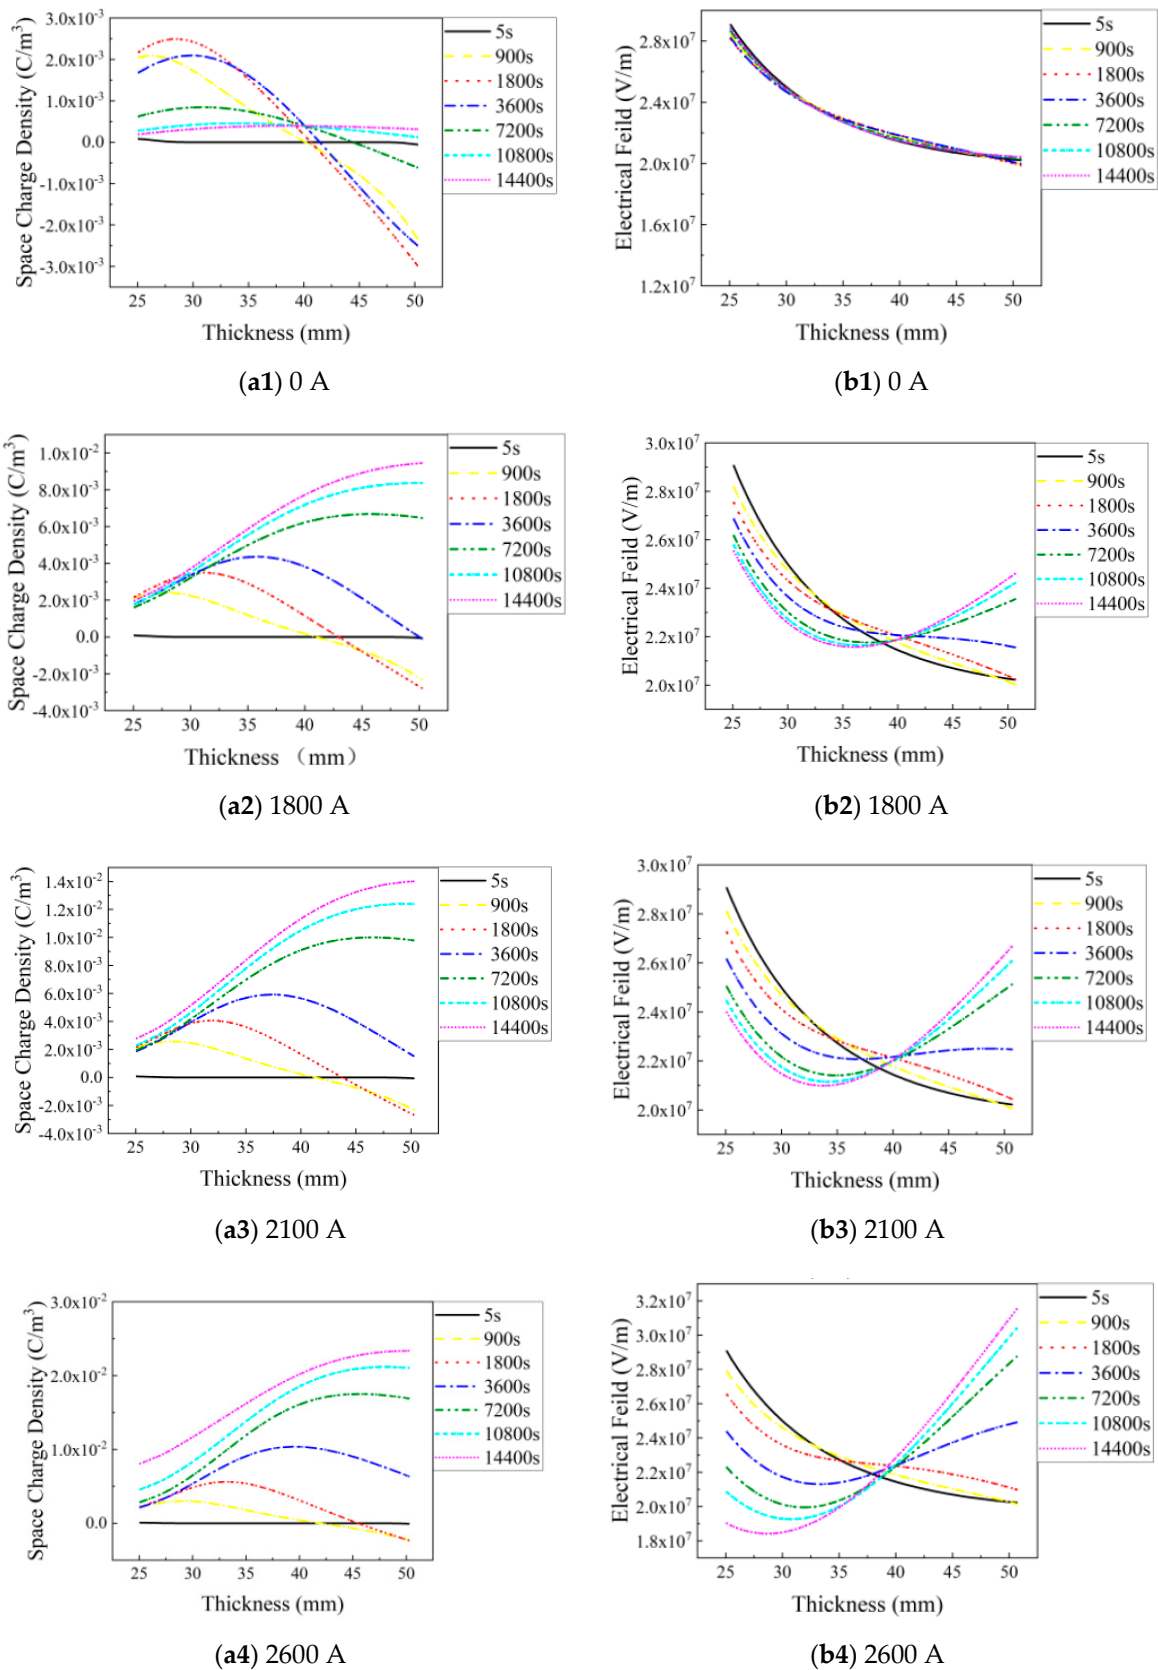 3.0x10⁻³
2.0x10⁻³
1.0x10⁻³
0.0
-1.0x10⁻³
-2.0x10⁻³
-3.0x10⁻³
Space Charge Density (C/m³)
25 30 35 40 45 50
Thickness (mm)
5s
900s
1800s
3600s
7200s
10800s
14400s
(a1) 0 A
2.8x10⁷
2.4x10⁷
2.0x10⁷
1.6x10⁷
1.2x10⁷
Electrical Feild (V/m)
25 30 35 40 45 50
Thickness (mm)
5s
900s
1800s
3600s
7200s
10800s
14400s
(b1) 0 A
1.0x10⁻²
8.0x10⁻³
6.0x10⁻³
4.0x10⁻³
2.0x10⁻³
0.0
-2.0x10⁻³
-4.0x10⁻³
Space Charge Density (C/m³)
25 30 35 40 45 50
Thickness （mm）
5s
900s
1800s
3600s
7200s
10800s
14400s
(a2) 1800 A
3.0x10⁷
2.8x10⁷
2.6x10⁷
2.4x10⁷
2.2x10⁷
2.0x10⁷
Electrical Feild (V/m)
25 30 35 40 45 50
Thickness (mm)
5s
900s
1800s
3600s
7200s
10800s
14400s
(b2) 1800 A
1.4x10⁻²
1.2x10⁻²
1.0x10⁻²
8.0x10⁻³
6.0x10⁻³
4.0x10⁻³
2.0x10⁻³
0.0
-2.0x10⁻³
-4.0x10⁻³
Space Charge Density (C/m³)
25 30 35 40 45 50
Thickness (mm)
5s
900s
1800s
3600s
7200s
10800s
14400s
(a3) 2100 A
3.0x10⁷
2.8x10⁷
2.6x10⁷
2.4x10⁷
2.2x10⁷
2.0x10⁷
Electrical Feild (V/m)
25 30 35 40 45 50
Thickness (mm)
5s
900s
1800s
3600s
7200s
10800s
14400s
(b3) 2100 A
3.0x10⁻²
2.0x10⁻²
1.0x10⁻²
0.0
Space Charge Density (C/m³)
25 30 35 40 45 50
Thickness (mm)
5s
900s
1800s
3600s
7200s
10800s
14400s
(a4) 2600 A
3.2x10⁷
3.0x10⁷
2.8x10⁷
2.6x10⁷
2.4x10⁷
2.2x10⁷
2.0x10⁷
1.8x10⁷
Electrical Feild (V/m)
25 30 35 40 45 50
Thickness (mm)
5s
900s
1800s
3600s
7200s
10800s
14400s
(b4) 2600 A